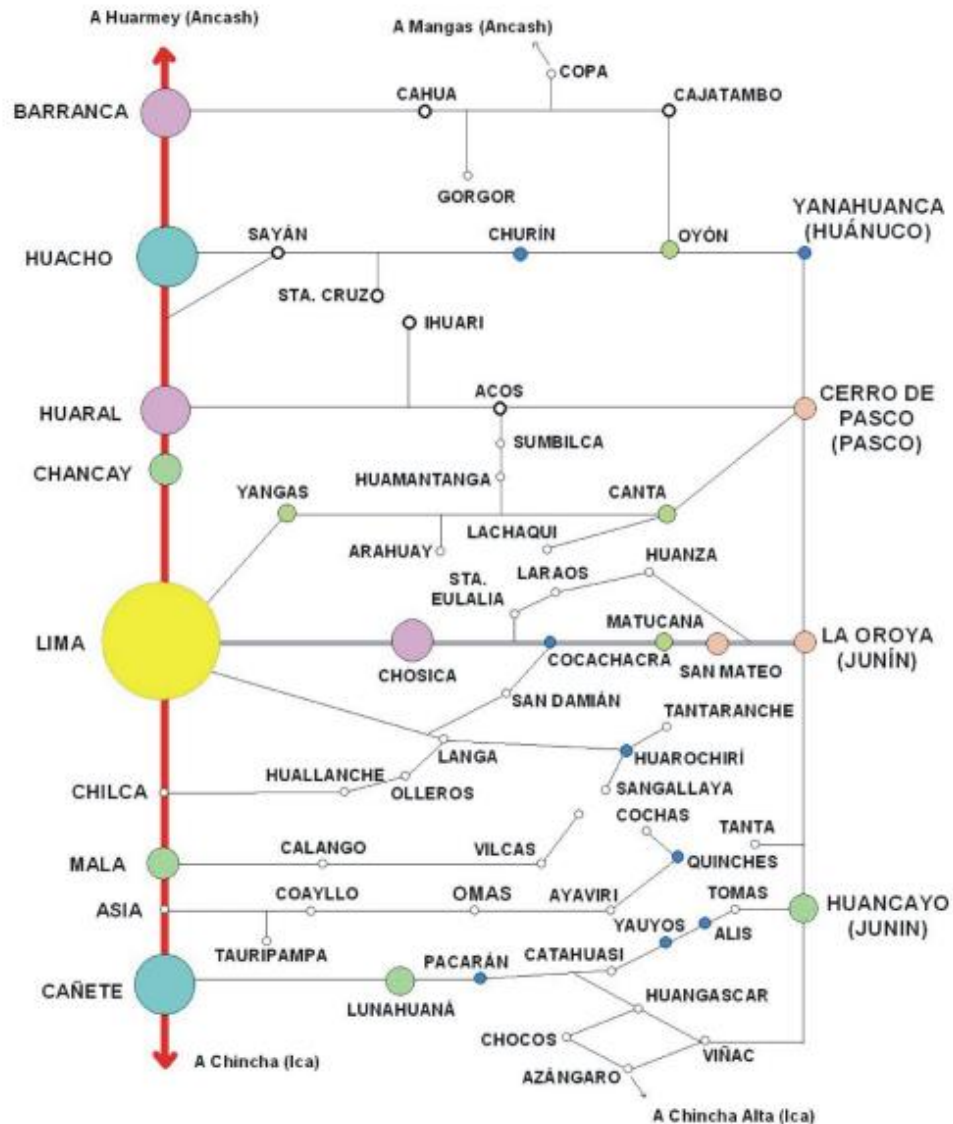 A Huarmey (Ancash)
A Mangas (Ancash)
COPA
BARRANCA
CAHUA
CAJATAMBO
GORGOR
YANAHUANCA
(HUÁNUCO)
HUACHO
SAYÁN
CHURÍN
OYÓN
STA. CRUZ
IHUARI
HUARAL
ACOS
CERRO DE
PASCO
(PASCO)
SUMBILCA
CHANCAY
HUAMANTANGA
YANGAS
CANTA
ARAHUAY
LACHAQUI
HUANZA
STA.
EULALIA
LARAOS
LIMA
MATUCANA
LA OROYA
(JUNÍN)
CHOSICA
COCACHACRA
SAN MATEO
SAN DAMIÁN
TANTARANCHE
LANGA
HUAROCHIRÍ
CHILCA
HUALLANCHE
OLLEROS
SANGALLAYA
COCHAS
TANTA
MALA
CALANGO
VILCAS
QUINCHES
ASIA
COAYLLO
OMAS
AYAVIRI
TOMAS
HUANCAYO
(JUNIN)
TAURIPAMPA
YAUYOS
ALIS
CAÑETE
LUNAHUANÁ
PACARÁN
CATAHUASI
HUANGASCAR
CHOCOS
VIÑAC
AZÁNGARO
A Chincha (Ica)
A Chincha Alta (Ica)